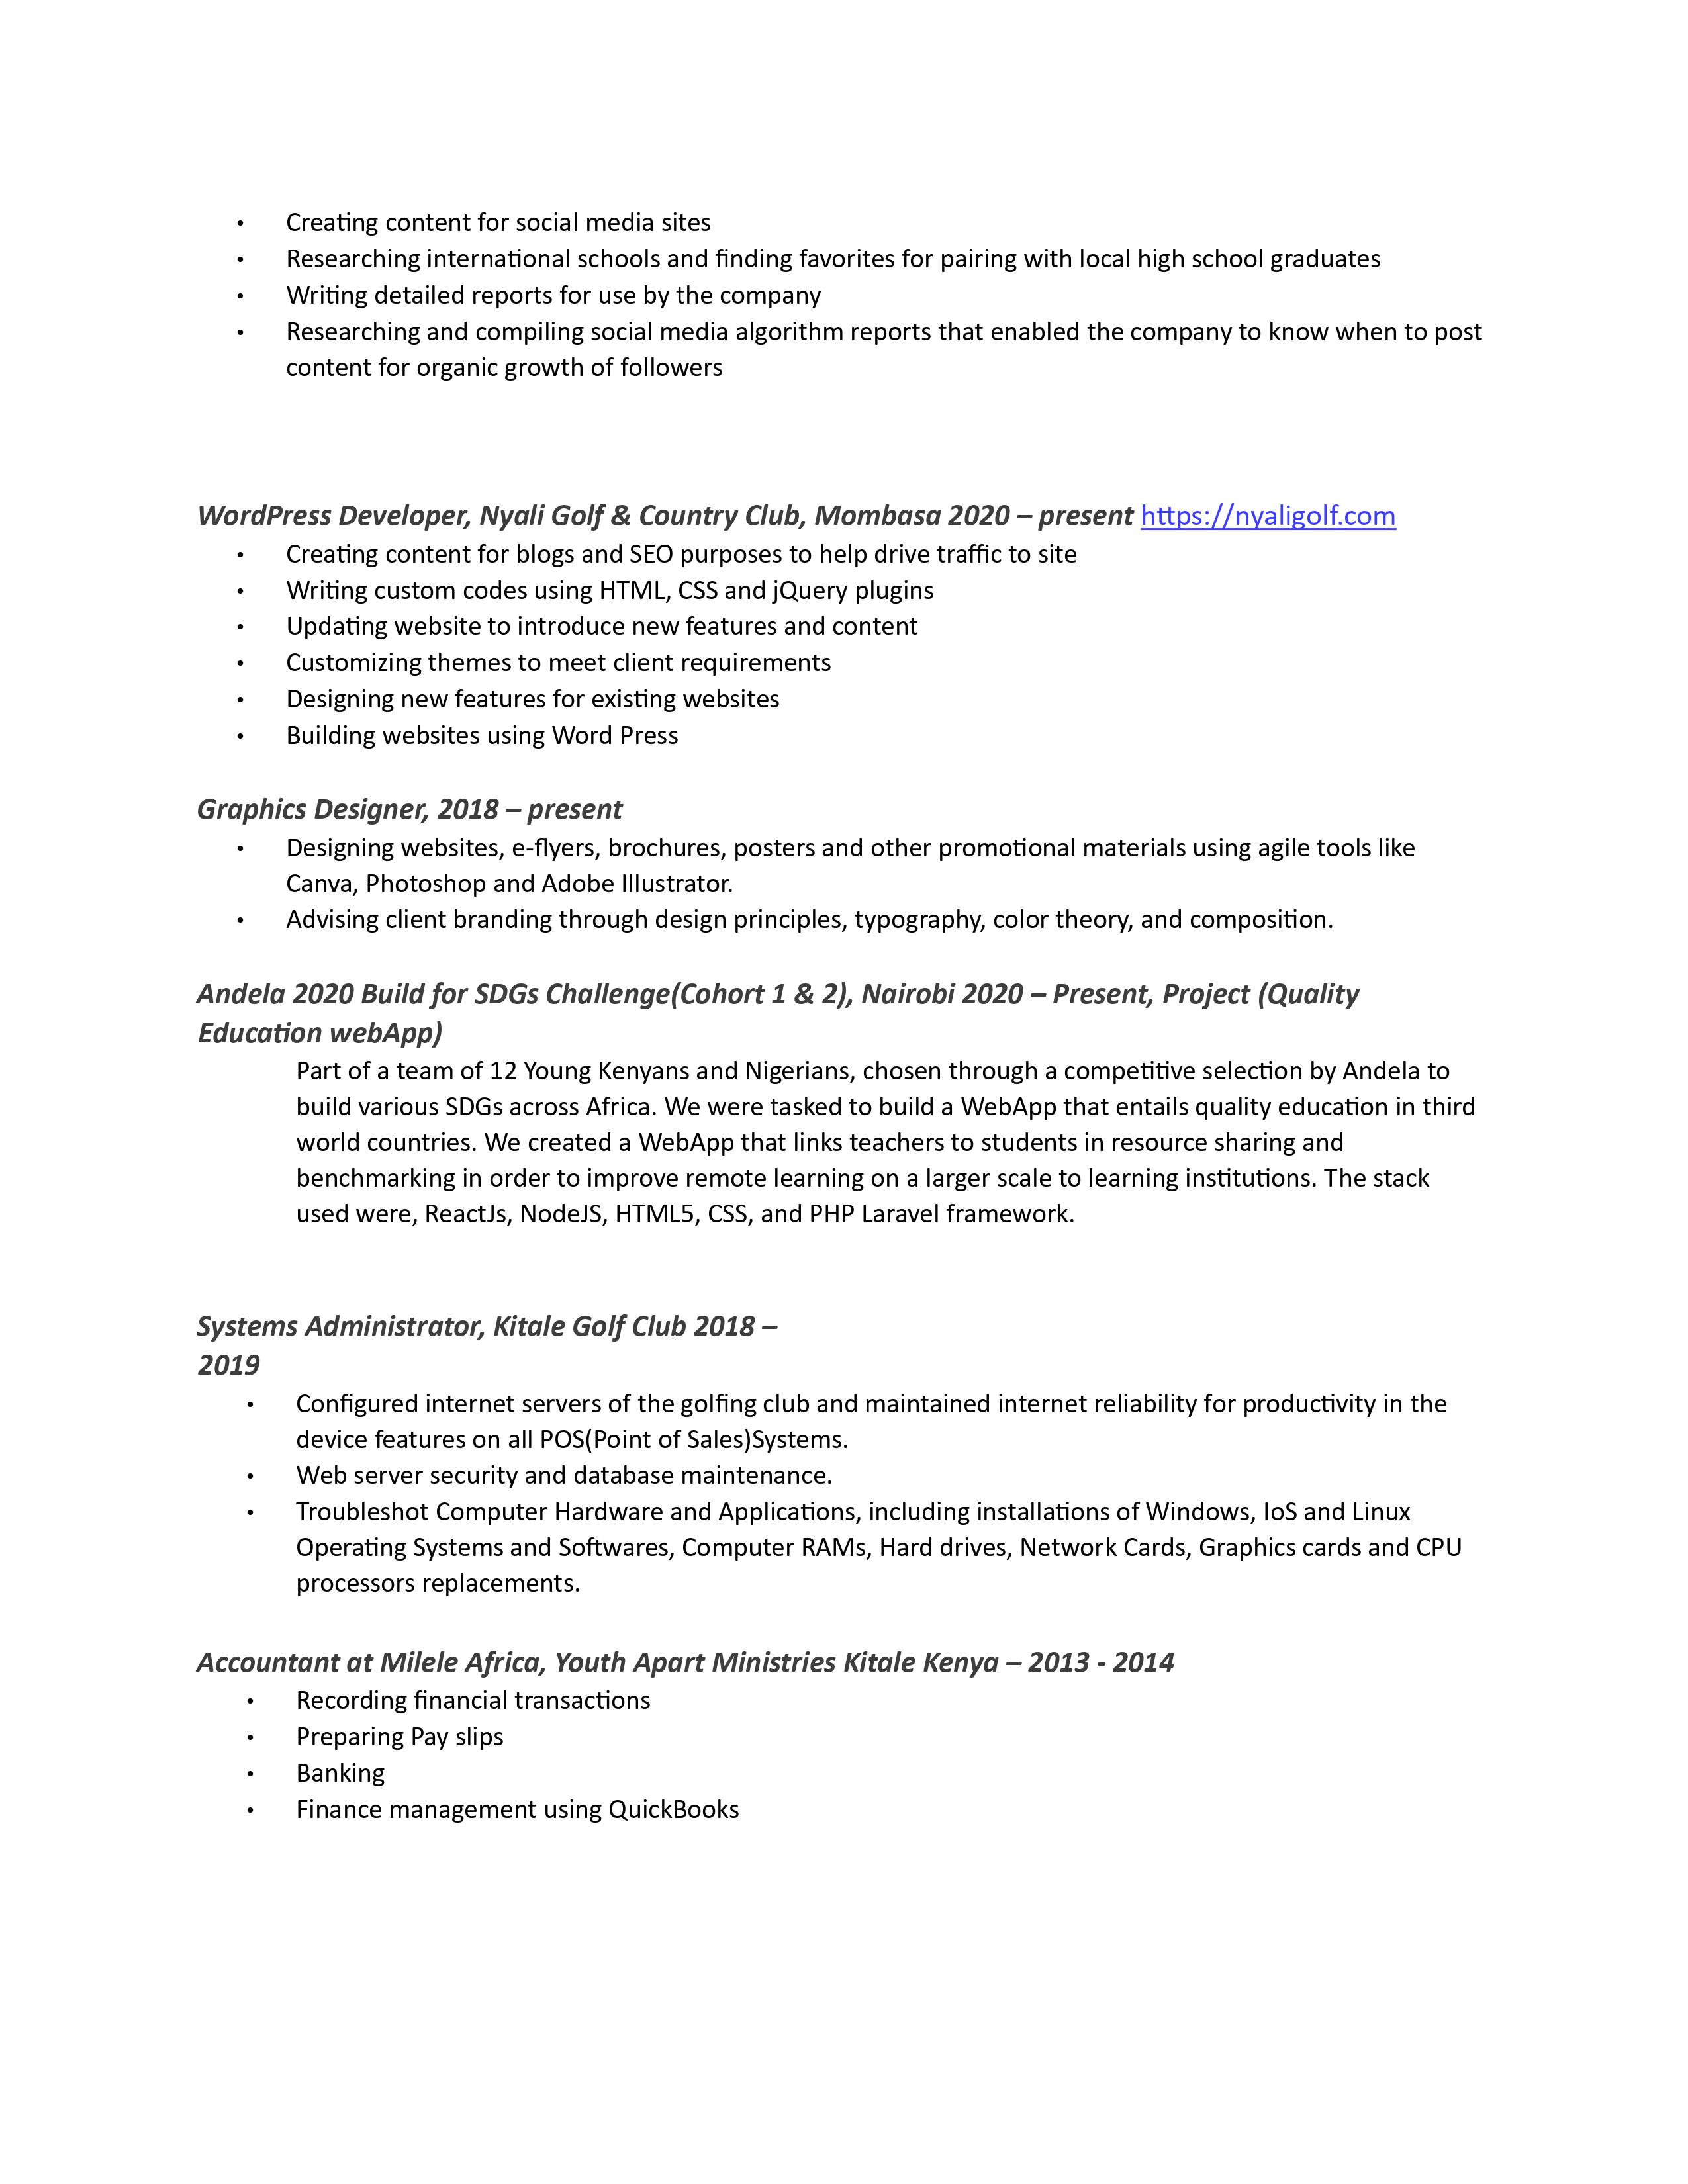 • Creating content for social media sites
• Researching international schools and finding favorites for pairing with local high school graduates
• Writing detailed reports for use by the company
• Researching and compiling social media algorithm reports that enabled the company to know when to post
content for organic growth of followers
WordPress Developer, Nyali Golf & Country Club, Mombasa 2020 – present https://nyaligolf.com
• Creating content for blogs and SEO purposes to help drive traffic to site
• Writing custom codes using HTML, CSS and jQuery plugins
• Updating website to introduce new features and content
• Customizing themes to meet client requirements
• Designing new features for existing websites
• Building websites using Word Press
Graphics Designer, 2018 – present
• Designing websites, e-flyers, brochures, posters and other promotional materials using agile tools like
Canva, Photoshop and Adobe Illustrator.
• Advising client branding through design principles, typography, color theory, and composition.
Andela 2020 Build for SDGs Challenge(Cohort 1 & 2), Nairobi 2020 – Present, Project (Quality
Education webApp)
Part of a team of 12 Young Kenyans and Nigerians, chosen through a competitive selection by Andela to
build various SDGs across Africa. We were tasked to build a WebApp that entails quality education in third
world countries. We created a WebApp that links teachers to students in resource sharing and
benchmarking in order to improve remote learning on a larger scale to learning institutions. The stack
used were, ReactJs, NodeJS, HTML5, CSS, and PHP Laravel framework.
Systems Administrator, Kitale Golf Club 2018 –
2019
• Configured internet servers of the golfing club and maintained internet reliability for productivity in the
device features on all POS(Point of Sales)Systems.
• Web server security and database maintenance.
• Troubleshot Computer Hardware and Applications, including installations of Windows, IoS and Linux
Operating Systems and Softwares, Computer RAMs, Hard drives, Network Cards, Graphics cards and CPU
processors replacements.
Accountant at Milele Africa, Youth Apart Ministries Kitale Kenya – 2013 - 2014
• Recording financial transactions
• Preparing Pay slips
• Banking
• Finance management using QuickBooks